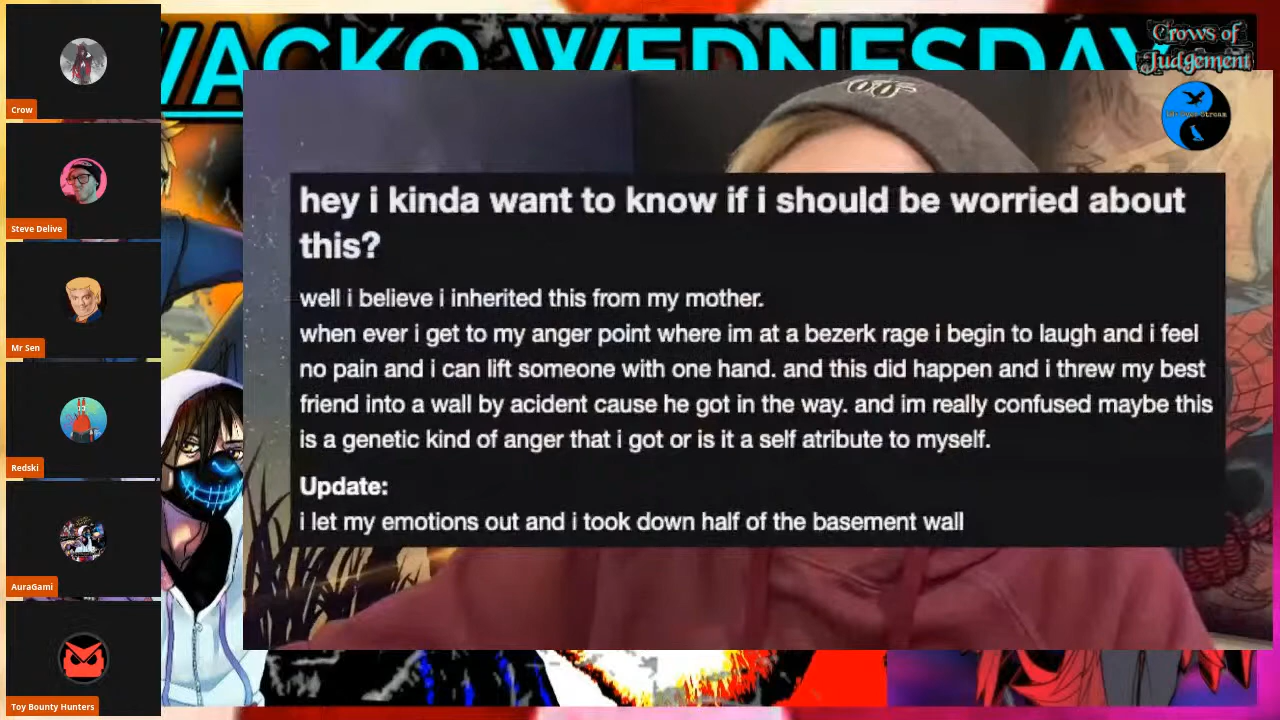 WACKO WEDNESDAY
Crows of
Judgement
Crow
Steve Delive
Mr Sen
Redski
AuraGami
Toy Bounty Hunters
hey i kinda want to know if i should be worried about
this?
well i believe i inherited this from my mother.
when ever i get to my anger point where im at a bezerk rage i begin to laugh and i feel
no pain and i can lift someone with one hand. and this did happen and i threw my best
friend into a wall by acident cause he got in the way. and im really confused maybe this
is a genetic kind of anger that i got or is it a self atribute to myself.
Update:
i let my emotions out and i took down half of the basement wall